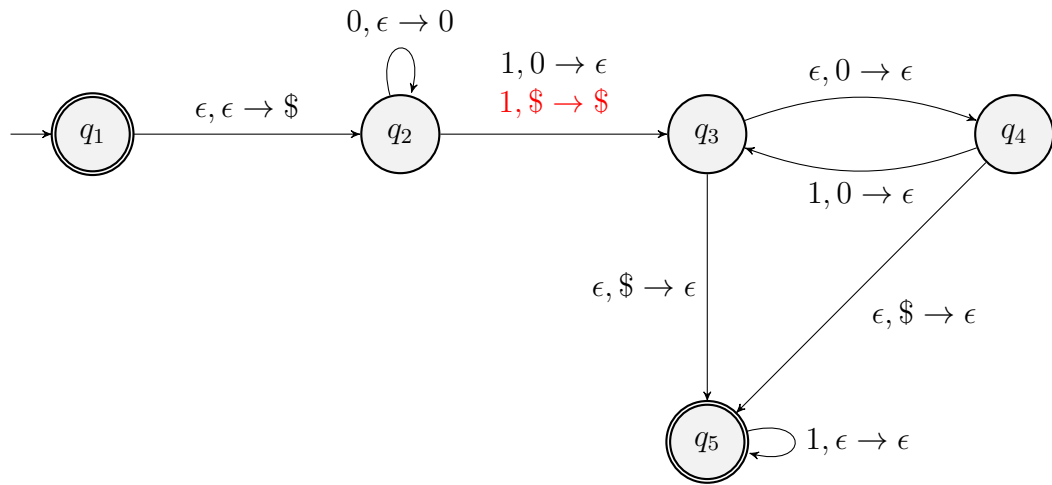 0, ϵ → 0
1, 0 → ϵ
1, $ → $
ϵ, 0 → ϵ
ϵ, ϵ → $
q₁
q₂
q₃
q₄
1, 0 → ϵ
ϵ, $ → ϵ
ϵ, $ → ϵ
q₅
1, ϵ → ϵ